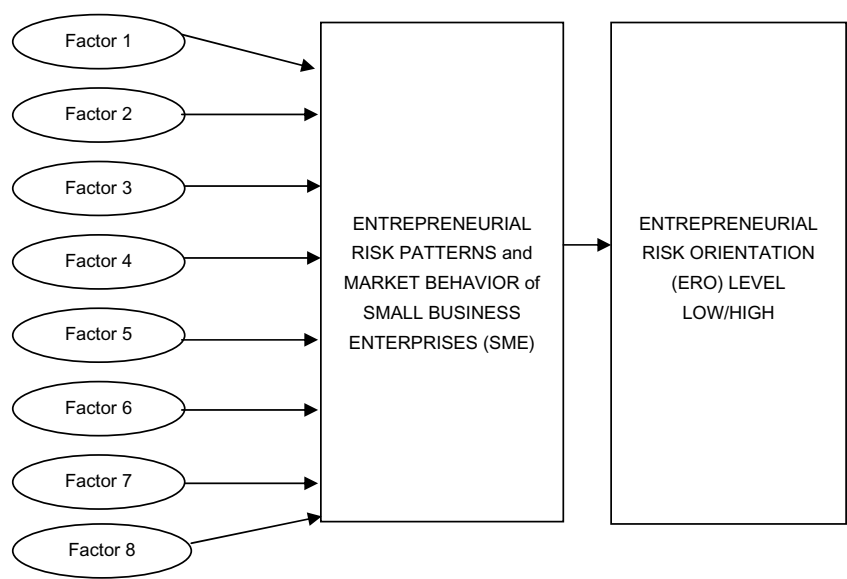 Factor 1
Factor 2
Factor 3
Factor 4
Factor 5
Factor 6
Factor 7
Factor 8
ENTREPRENEURIAL
RISK PATTERNS and
MARKET BEHAVIOR of
SMALL BUSINESS
ENTERPRISES (SME)
ENTREPRENEURIAL
RISK ORIENTATION
(ERO) LEVEL
LOW/HIGH